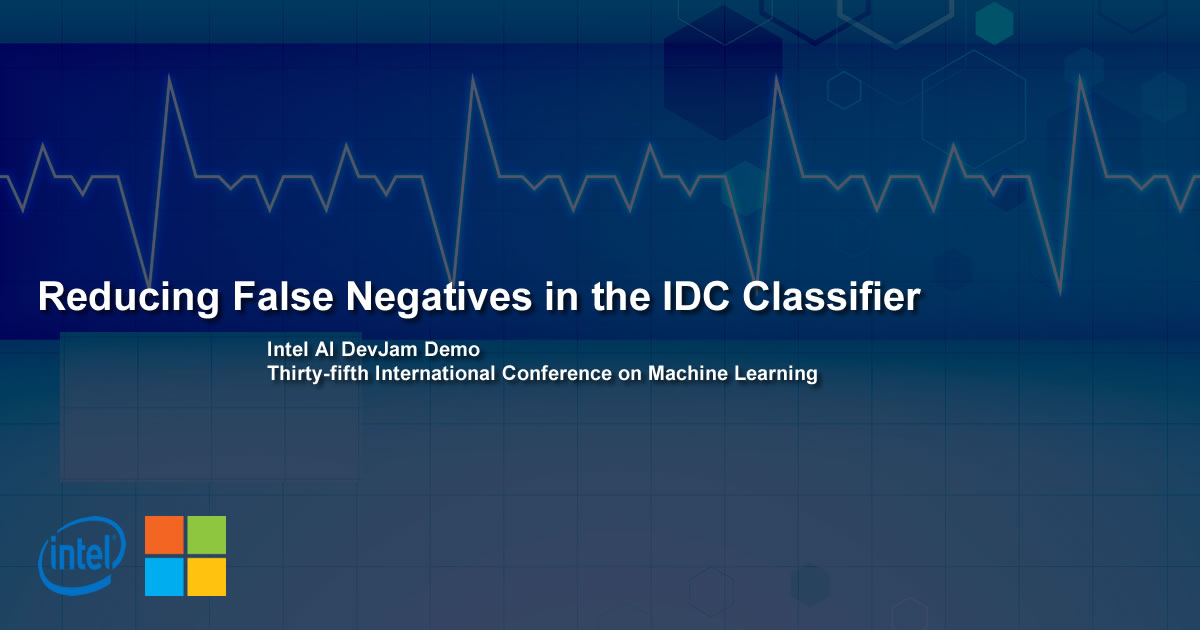 Reducing False Negatives in the IDC Classifier
Intel AI DevJam Demo
Thirty-fifth International Conference on Machine Learning
intel